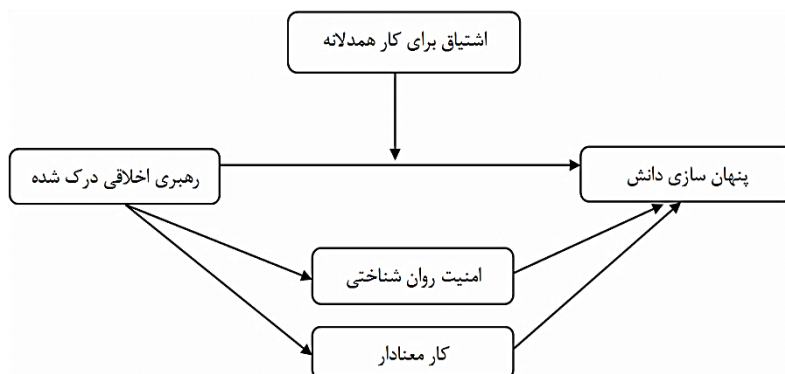 اشتیاق برای کار همدلانه
رهبری اخلاقی درک شده
پنهان سازی دانش
امنیت روان شناختی
کار معنادار